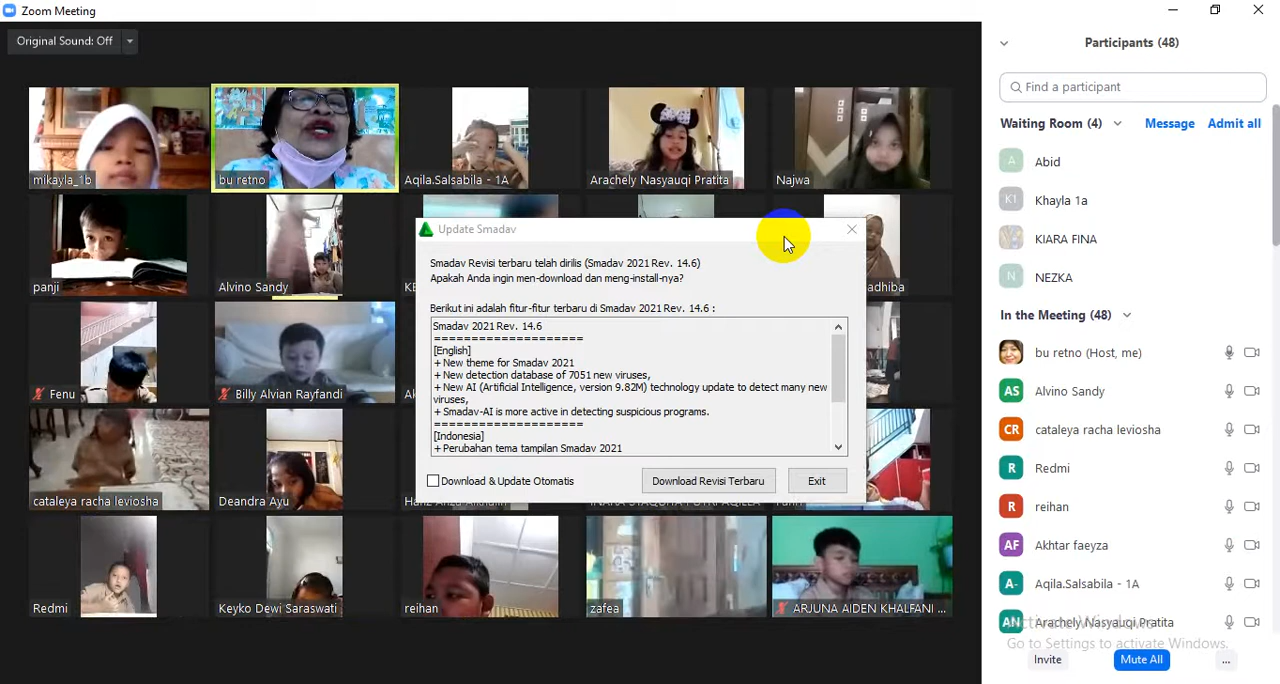 Zoom Meeting
Original Sound: Off
mikayla_1b
bu retno
Aqila.Salsabila - 1A
Arachely Nasyauqi Pratita
Najwa
panji
Alvino Sandy
adhiba
Fenu
Billy Alvian Rayfandi
cataleya racha leviosha
Deandra Ayu
Redmi
Keyko Dewi Saraswati
reihan
zafea
ARJUNA AIDEN KHALFANI ...
Update Smadav
Smadav Revisi terbaru telah dirilis (Smadav 2021 Rev. 14.6)
Apakah Anda ingin men-download dan meng-install-nya?
Berikut ini adalah fitur-fitur terbaru di Smadav 2021 Rev. 14.6 :
Smadav 2021 Rev. 14.6
====================
[English]
+ New theme for Smadav 2021
+ New detection database of 7051 new viruses,
+ New AI (Artificial Intelligence, version 9.82M) technology update to detect many new
viruses,
+ Smadav-AI is more active in detecting suspicious programs.
====================
[Indonesia]
+ Perubahan tema tampilan Smadav 2021
Download & Update Otomatis
Download Revisi Terbaru
Exit
Participants (48)
Find a participant
Waiting Room (4)
Message
Admit all
A
Abid
K1
Khayla 1a
KIARA FINA
N
NEZKA
In the Meeting (48)
bu retno (Host, me)
AS
Alvino Sandy
CR
cataleya racha leviosha
R
Redmi
R
reihan
AF
Akhtar faeyza
A-
Aqila.Salsabila - 1A
AN
Arachely Nasyauqi Pratita
Activate Windows
Go to Settings to activate Windows.
Invite
Mute All
...